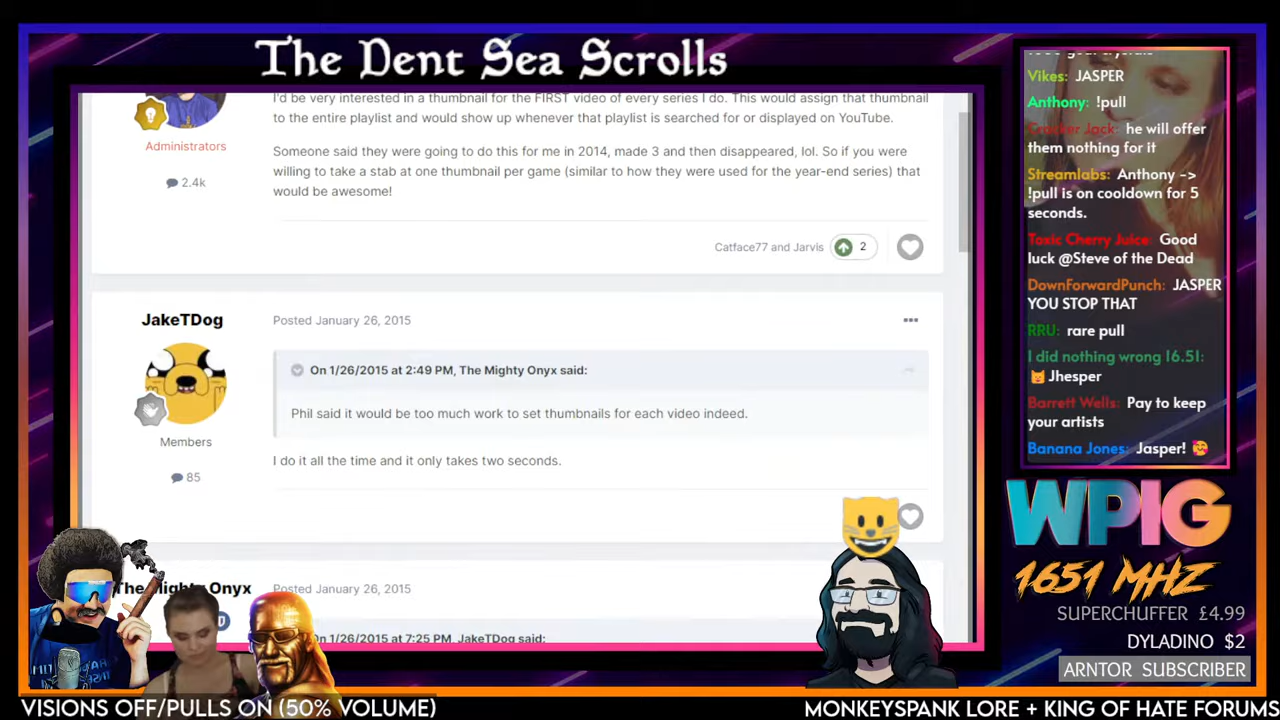 The Dent Sea Scrolls
I'd be very interested in a thumbnail for the FIRST video of every series I do. This would assign that thumbnail
to the entire playlist and would show up whenever that playlist is searched for or displayed on YouTube.
Administrators
2.4k
Someone said they were going to do this for me in 2014, made 3 and then disappeared, lol. So if you were
willing to take a stab at one thumbnail per game (similar to how they were used for the year-end series) that
would be awesome!
Catface77 and Jarvis
2
JakeTDog
Posted January 26, 2015
On 1/26/2015 at 2:49 PM, The Mighty Onyx said:
Phil said it would be too much work to set thumbnails for each video indeed.
Members
85
I do it all the time and it only takes two seconds.
The Mighty Onyx
Posted January 26, 2015
On 1/26/2015 at 7:25 PM, JakeTDog said:
Vikes: JASPER
Anthony: !pull
Cracker Jack: he will offer
them nothing for it
Streamlabs: Anthony ->
!pull is on cooldown for 5
seconds.
Toxic Cherry Juice: Good
luck @Steve of the Dead
DownForwardPunch: JASPER
YOU STOP THAT
RRU: rare pull
I did nothing wrong 16.51:
Jhesper
Barrett Wells: Pay to keep
your artists
Banana Jones: Jasper!
WPIG
1651 MHZ
SUPERCHUFFER £4.99
DYLADINO $2
ARNTOR SUBSCRIBER
VISIONS OFF/PULLS ON (50% VOLUME)
MONKEYSPANK LORE + KING OF HATE FORUMS